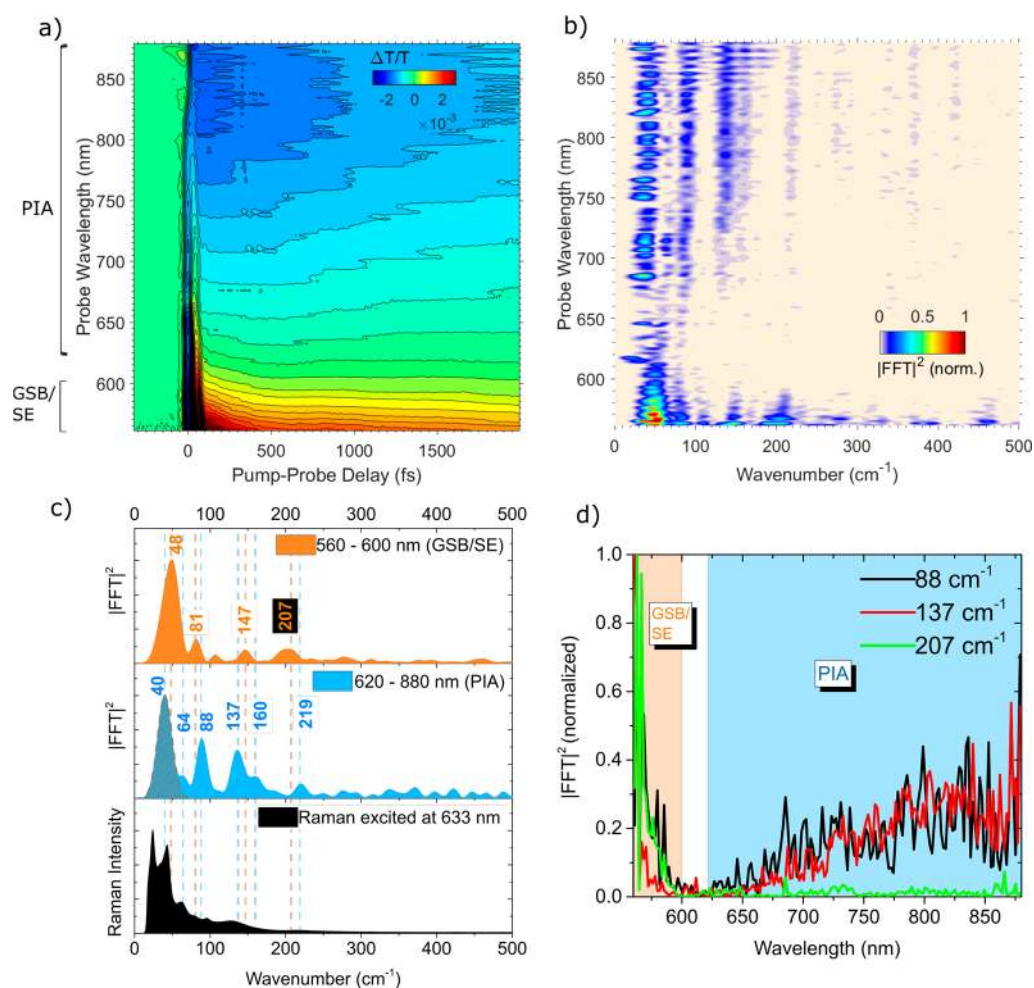 a)
PIA
GSB/
SE
Probe Wavelength (nm)
850
800
750
700
650
600
ΔT/T
-2 0 2
×10⁻³
0 500 1000 1500
Pump-Probe Delay (fs)
b)
Probe Wavelength (nm)
850
800
750
700
650
600
0 0.5 1
|FFT|² (norm.)
0 100 200 300 400 500
Wavenumber (cm⁻¹)
c)
0 100 200 300 400 500
|FFT|²
560 - 600 nm (GSB/SE)
48
81
147
207
|FFT|²
620 - 880 nm (PIA)
40
64
88
137
160
219
Raman Intensity
Raman excited at 633 nm
0 100 200 300 400 500
Wavenumber (cm⁻¹)
d)
|FFT|² (normalized)
1.0
0.8
0.6
0.4
0.2
0.0
GSB/
SE
PIA
88 cm⁻¹
137 cm⁻¹
207 cm⁻¹
600 650 700 750 800 850
Wavelength (nm)